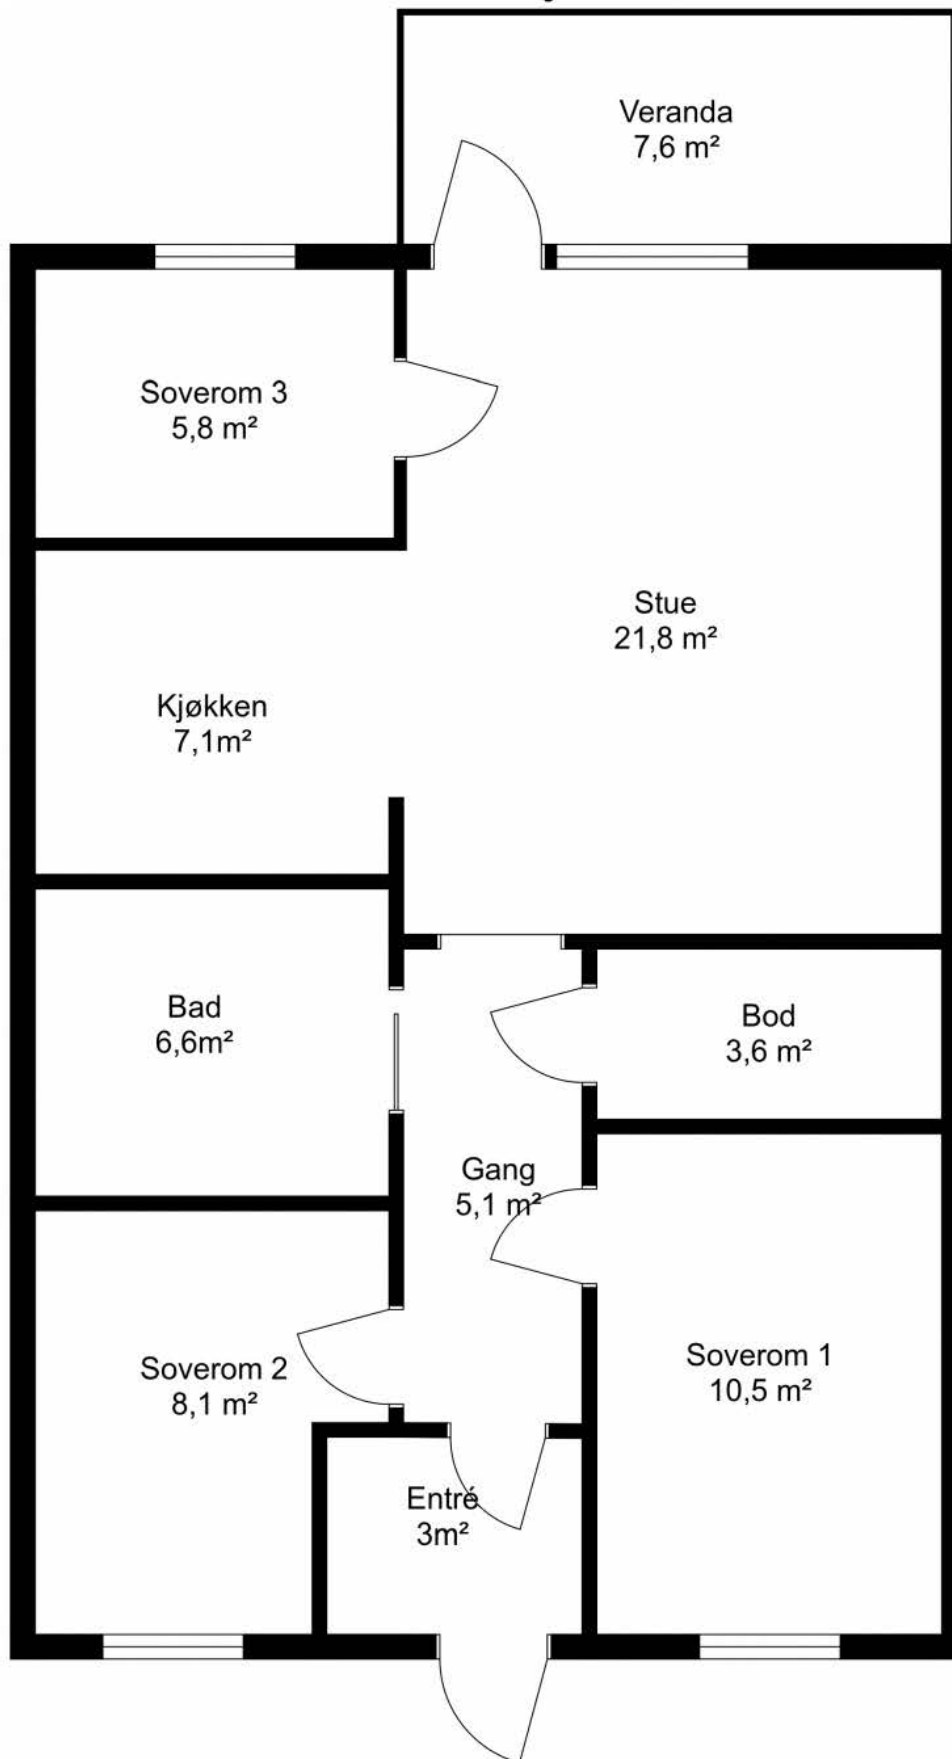 Veranda
7,6 m²
Soverom 3
5,8 m²
Stue
21,8 m²
Kjøkken
7,1m²
Bad
6,6m²
Bod
3,6 m²
Gang
5,1 m²
Soverom 2
8,1 m²
Soverom 1
10,5 m²
Entré
3m²